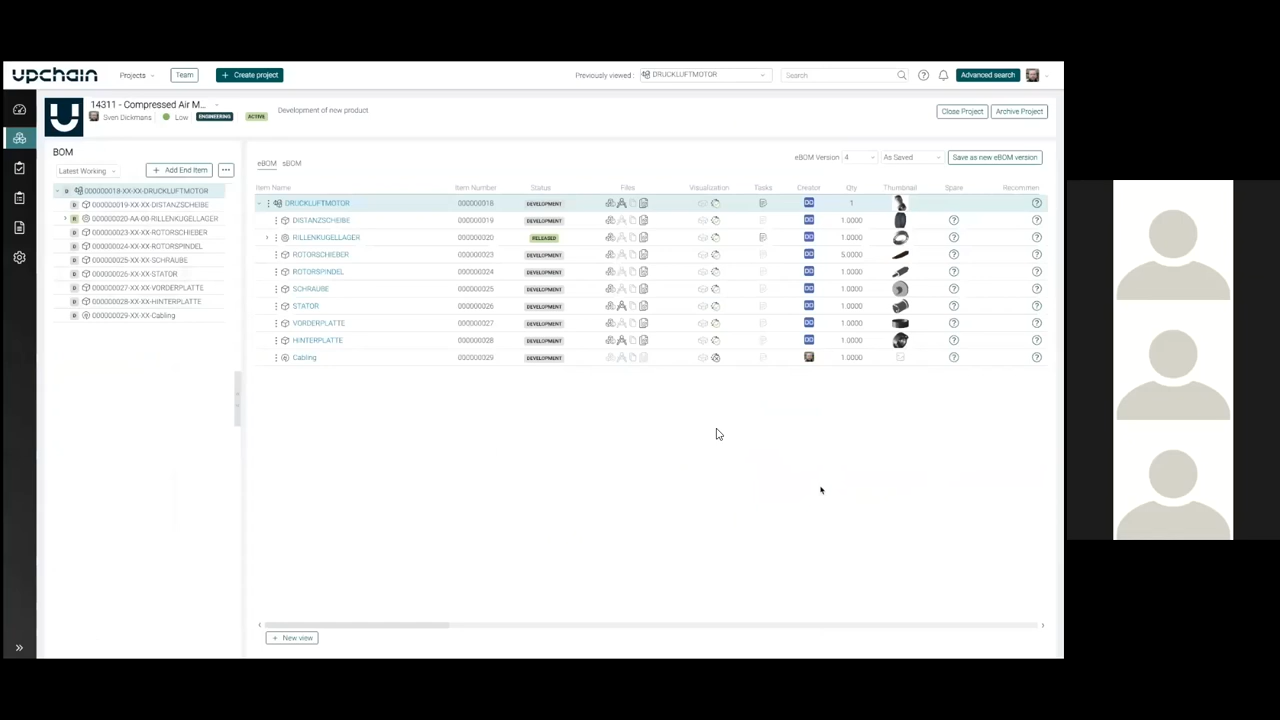 upchain Projects Team + Create project Previously viewed : DRUCKLUFTMOTOR Search Advanced search
14311 - Compressed Air M...
Sven Dickmans Low ENGINEERING ACTIVE
Development of new product
Close Project Archive Project
BOM
Latest Working + Add End Item ...
D 000000018-XX-XX-DRUCKLUFTMOTOR
D 000000019-XX-XX-DISTANZSCHEIBE
R 000000020-AA-00-RILLENKUGELLAGER
D 000000023-XX-XX-ROTORSCHIEBER
D 000000024-XX-XX-ROTORSPINDEL
D 000000025-XX-XX-SCHRAUBE
D 000000026-XX-XX-STATOR
D 000000027-XX-XX-VORDERPLATTE
D 000000028-XX-XX-HINTERPLATTE
D 000000029-XX-XX-Cabling
eBOM sBOM eBOM Version 4 As Saved Save as new eBOM version
Item Name Item Number Status Files Visualization Tasks Creator Qty Thumbnail Spare Recommen
DRUCKLUFTMOTOR 000000018 DEVELOPMENT 1
DISTANZSCHEIBE 000000019 DEVELOPMENT 1.0000
RILLENKUGELLAGER 000000020 RELEASED 1.0000
ROTORSCHIEBER 000000023 DEVELOPMENT 5.0000
ROTORSPINDEL 000000024 DEVELOPMENT 1.0000
SCHRAUBE 000000025 DEVELOPMENT 1.0000
STATOR 000000026 DEVELOPMENT 1.0000
VORDERPLATTE 000000027 DEVELOPMENT 1.0000
HINTERPLATTE 000000028 DEVELOPMENT 1.0000
Cabling 000000029 DEVELOPMENT 1.0000
+ New view